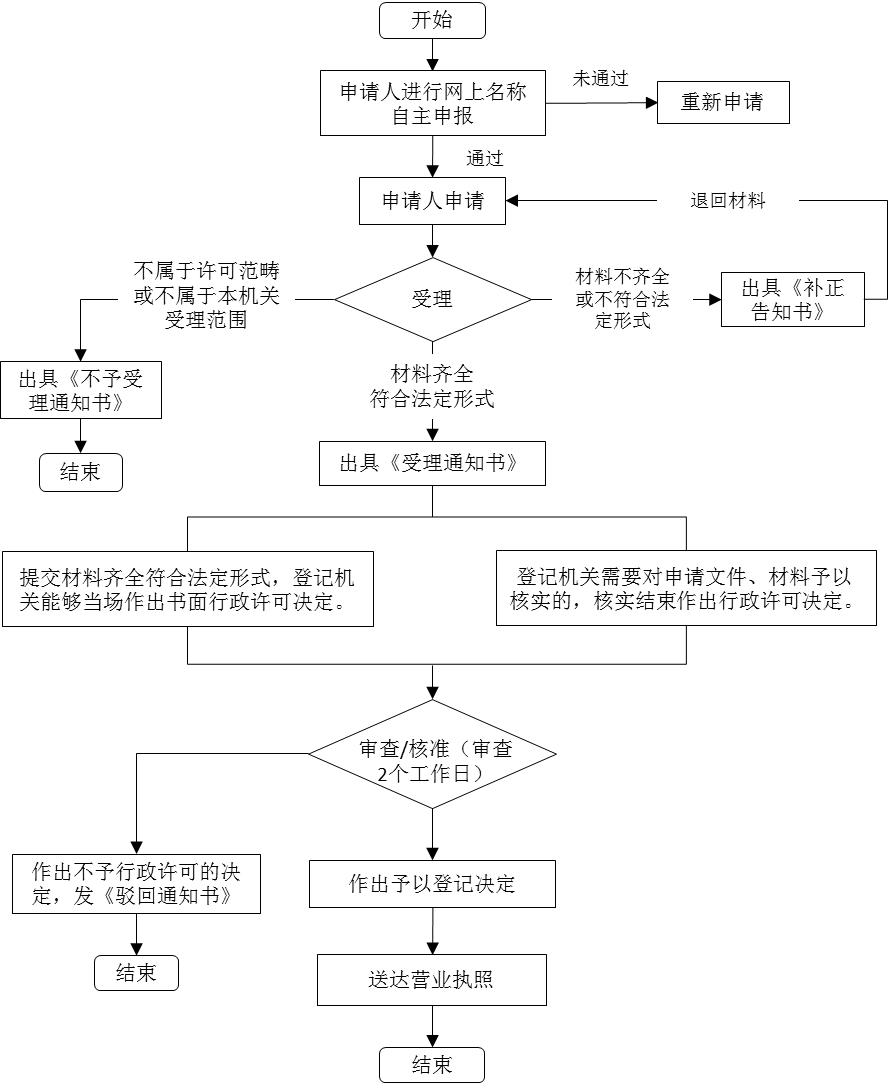 开始
申请人进行网上名称
自主申报
未通过
重新申请
通过
申请人申请
退回材料
不属于许可范畴
或不属于本机关
受理范围
受理
材料不齐全
或不符合法
定形式
出具《补正
告知书》
出具《不予受
理通知书》
材料齐全
符合法定形式
结束
出具《受理通知书》
提交材料齐全符合法定形式，登记机
关能够当场作出书面行政许可决定。
登记机关需要对申请文件、材料予以
核实的，核实结束作出行政许可决定。
审查/核准（审查
2个工作日）
作出不予行政许可的决
定，发《驳回通知书》
作出予以登记决定
结束
送达营业执照
结束